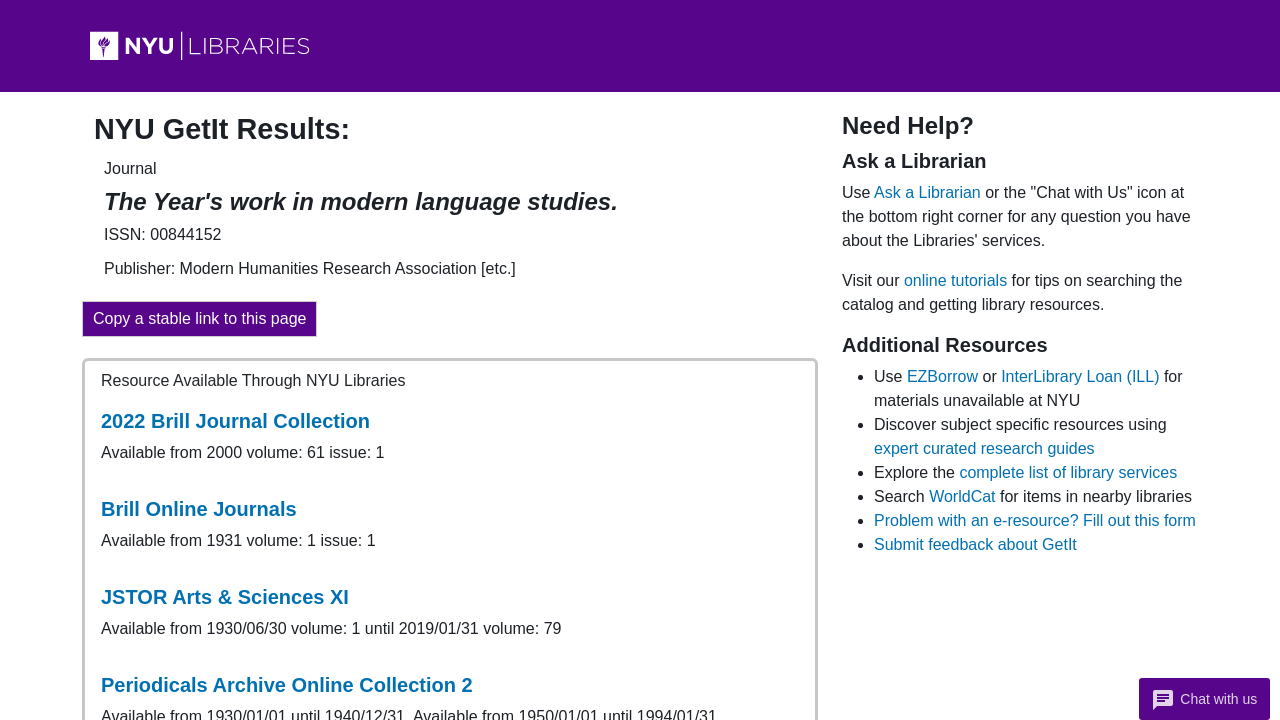 NYU LIBRARIES
NYU GetIt Results:
Journal
The Year's work in modern language studies.
ISSN: 00844152
Publisher: Modern Humanities Research Association [etc.]
Copy a stable link to this page
Resource Available Through NYU Libraries
2022 Brill Journal Collection
Available from 2000 volume: 61 issue: 1
Brill Online Journals
Available from 1931 volume: 1 issue: 1
JSTOR Arts & Sciences XI
Available from 1930/06/30 volume: 1 until 2019/01/31 volume: 79
Periodicals Archive Online Collection 2
Available from 1930/01/01 until 1940/12/31. Available from 1950/01/01 until 1994/01/31.
Need Help?
Ask a Librarian
Use Ask a Librarian or the "Chat with Us" icon at
the bottom right corner for any question you have
about the Libraries' services.
Visit our online tutorials for tips on searching the
catalog and getting library resources.
Additional Resources
Use EZBorrow or InterLibrary Loan (ILL) for
materials unavailable at NYU
Discover subject specific resources using
expert curated research guides
Explore the complete list of library services
Search WorldCat for items in nearby libraries
Problem with an e-resource? Fill out this form
Submit feedback about GetIt
Chat with us